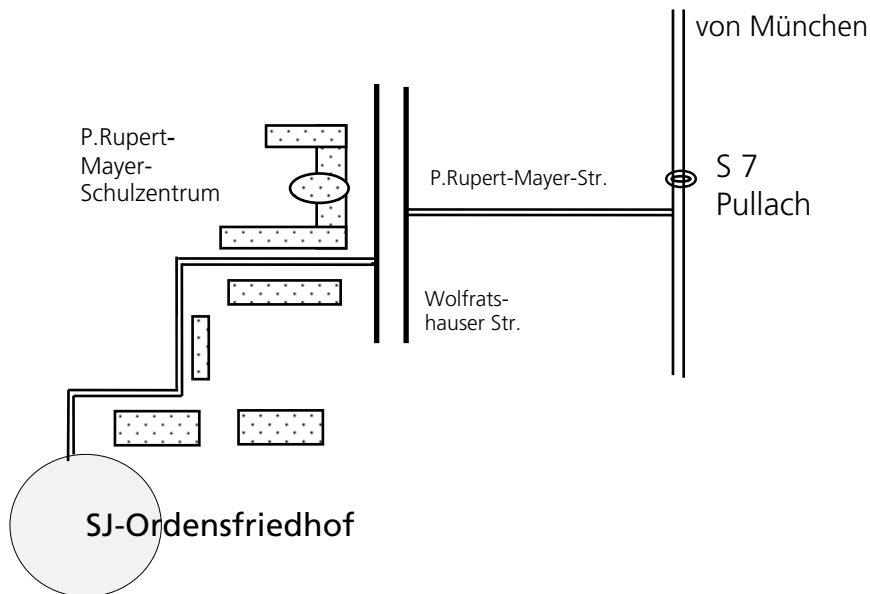 von München
P.Rupert-
Mayer-
Schulzentrum
P.Rupert-Mayer-Str.
S 7
Pullach
Wolfrats-
hauser Str.
SJ-Ordensfriedhof